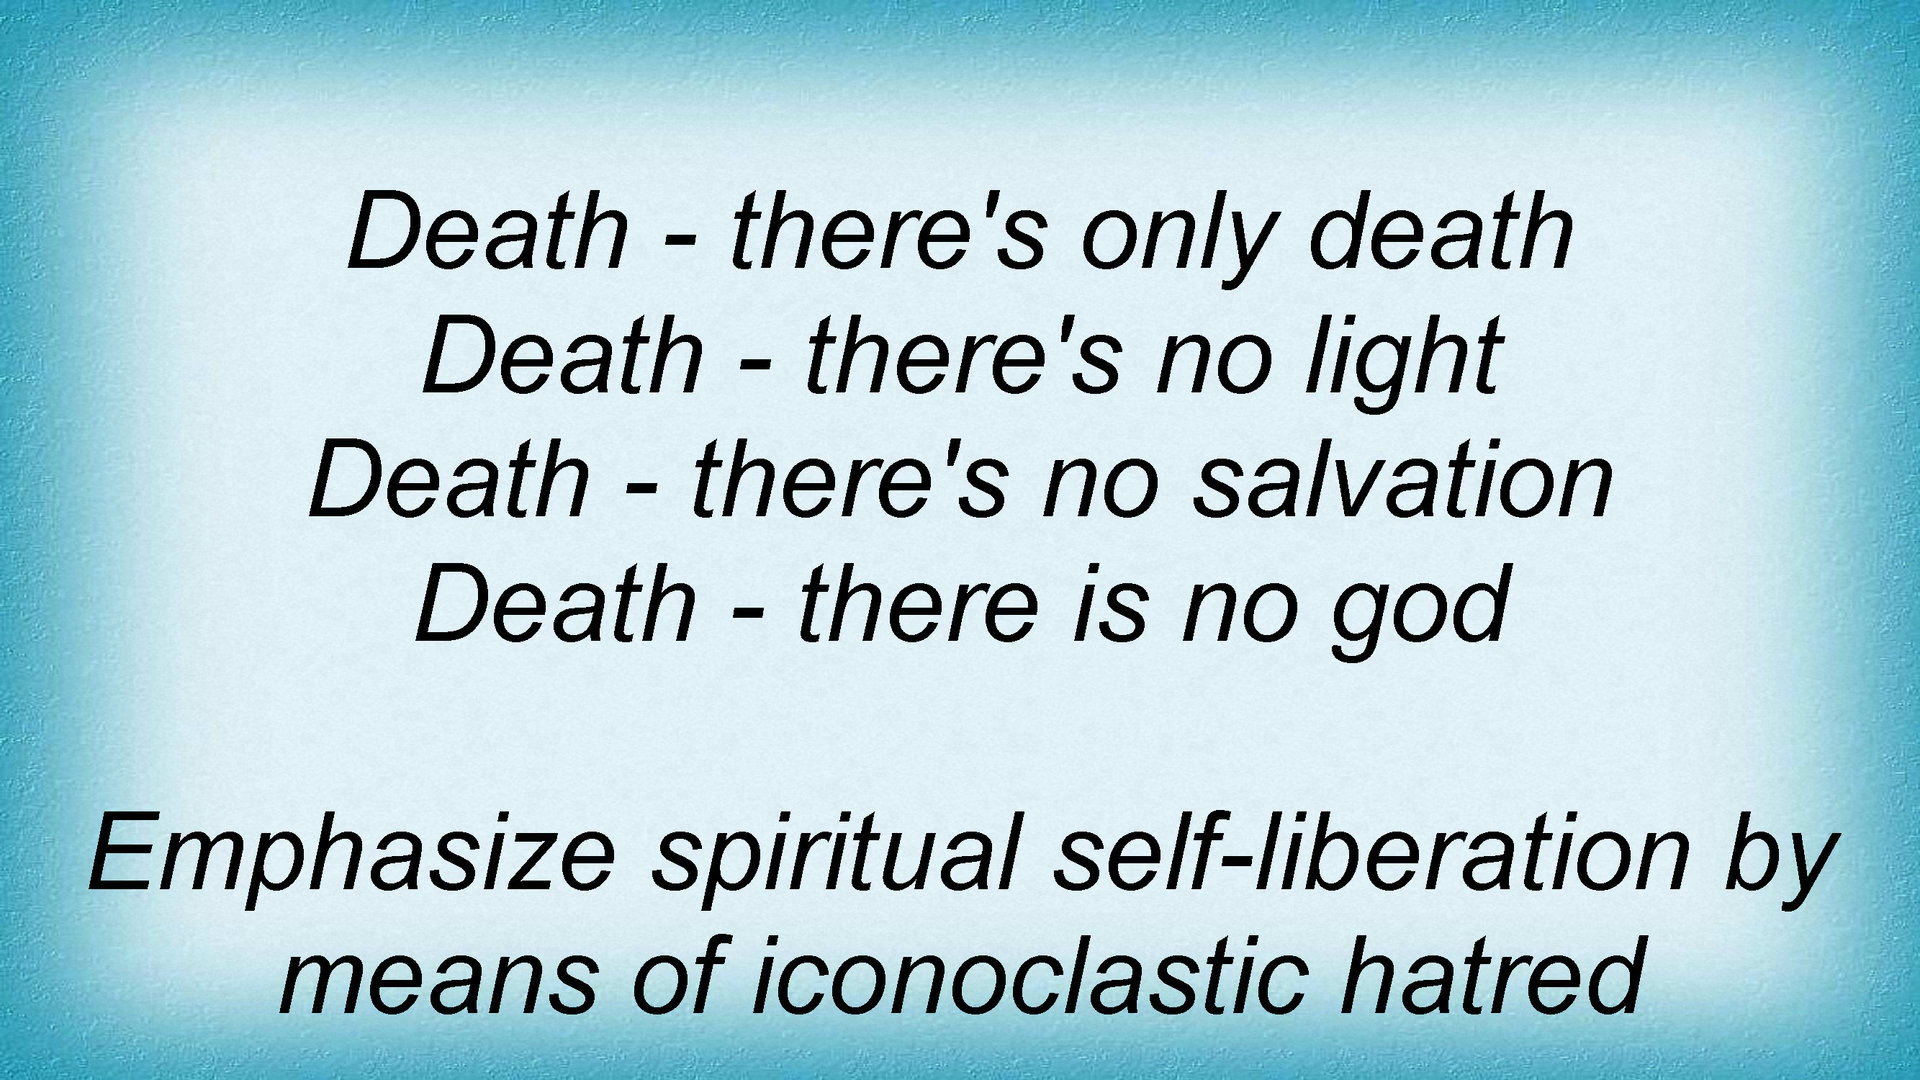 Death - there's only death
Death - there's no light
Death - there's no salvation
Death - there is no god
Emphasize spiritual self-liberation by
means of iconoclastic hatred